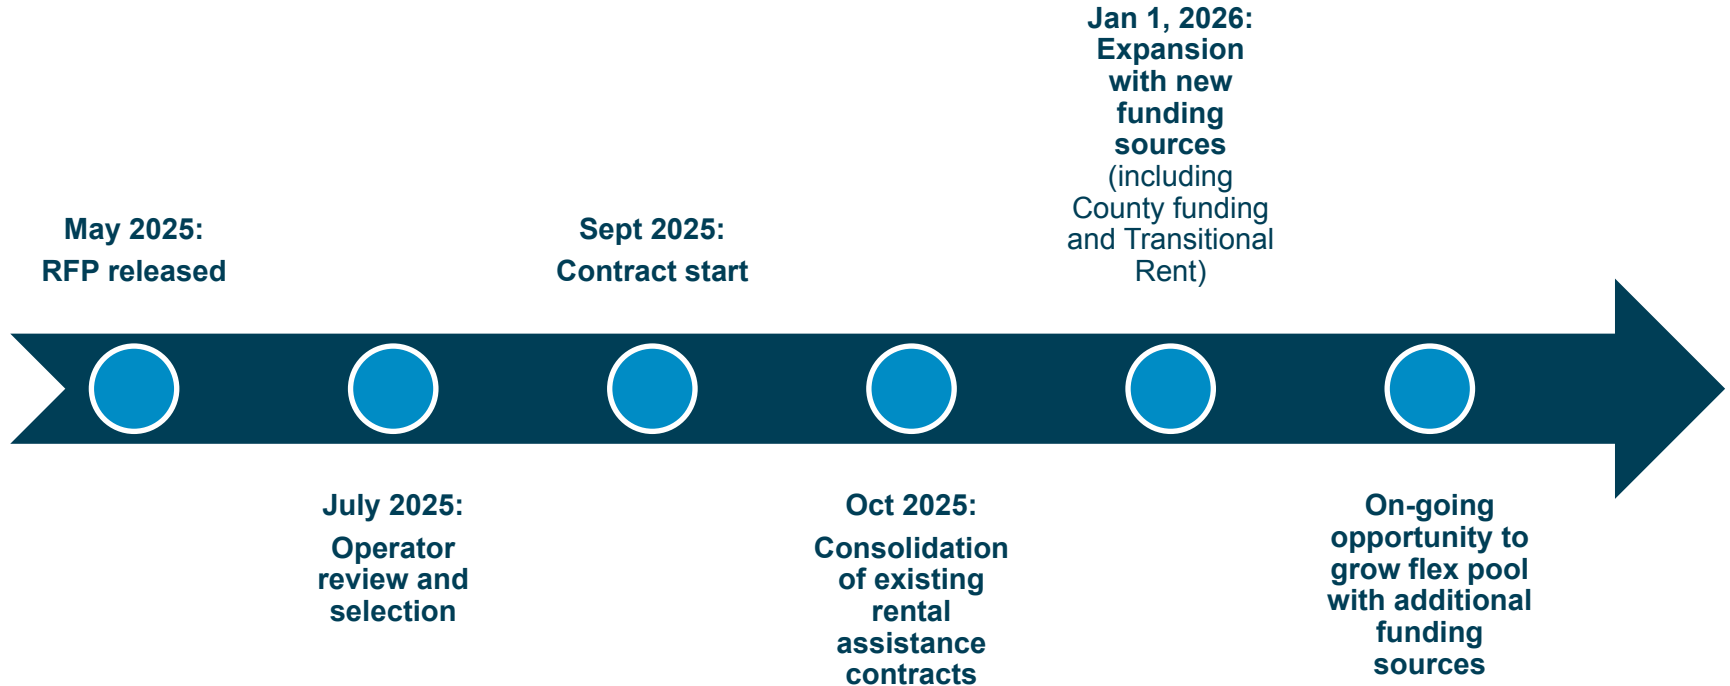 May 2025:
RFP released
July 2025:
Operator
review and
selection
Sept 2025:
Contract start
Oct 2025:
Consolidation
of existing
rental
assistance
contracts
Jan 1, 2026:
Expansion
with new
funding
sources
(including
County funding
and Transitional
Rent)
On-going
opportunity to
grow flex pool
with additional
funding
sources